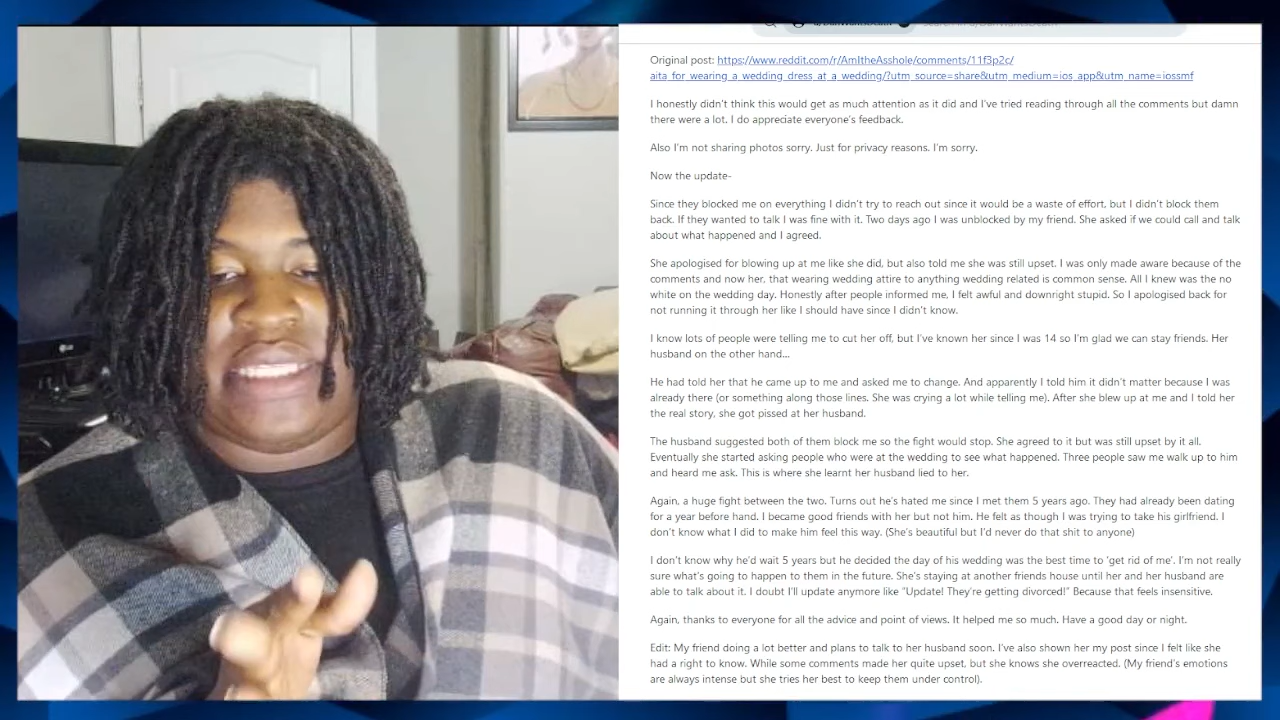 Original post: https://www.reddit.com/r/AmItheAsshole/comments/11f3p2c/
aita_for_wearing_a_wedding_dress_at_a_wedding/?utm_source=share&utm_medium=ios_app&utm_name=iossmf
I honestly didn't think this would get as much attention as it did and I've tried reading through all the comments but damn
there were a lot. I do appreciate everyone's feedback.
Also I'm not sharing photos sorry. Just for privacy reasons. I'm sorry.
Now the update-
Since they blocked me on everything I didn't try to reach out since it would be a waste of effort, but I didn't block them
back. If they wanted to talk I was fine with it. Two days ago I was unblocked by my friend. She asked if we could call and talk
about what happened and I agreed.
She apologised for blowing up at me like she did, but also told me she was still upset. I was only made aware because of the
comments and now her, that wearing wedding attire to anything wedding related is common sense. All I knew was the no
white on the wedding day. Honestly after people informed me, I felt awful and downright stupid. So I apologised back for
not running it through her like I should have since I didn't know.
I know lots of people were telling me to cut her off, but I've known her since I was 14 so I'm glad we can stay friends. Her
husband on the other hand...
He had told her that he came up to me and asked me to change. And apparently I told him it didn't matter because I was
already there (or something along those lines. She was crying a lot while telling me). After she blew up at me and I told her
the real story, she got pissed at her husband.
The husband suggested both of them block me so the fight would stop. She agreed to it but was still upset by it all.
Eventually she started asking people who were at the wedding to see what happened. Three people saw me walk up to him
and heard me ask. This is where she learnt her husband lied to her.
Again, a huge fight between the two. Turns out he's hated me since I met them 5 years ago. They had already been dating
for a year before hand. I became good friends with her but not him. He felt as though I was trying to take his girlfriend. I
don't know what I did to make him feel this way. (She's beautiful but I'd never do that shit to anyone)
I don't know why he'd wait 5 years but he decided the day of his wedding was the best time to 'get rid of me'. I'm not really
sure what's going to happen to them in the future. She's staying at another friends house until her and her husband are
able to talk about it. I doubt I'll update anymore like "Update! They're getting divorced!" Because that feels insensitive.
Again, thanks to everyone for all the advice and point of views. It helped me so much. Have a good day or night.
Edit: My friend doing a lot better and plans to talk to her husband soon. I've also shown her my post since I felt like she
had a right to know. While some comments made her quite upset, but she knows she overreacted. (My friend's emotions
are always intense but she tries her best to keep them under control).